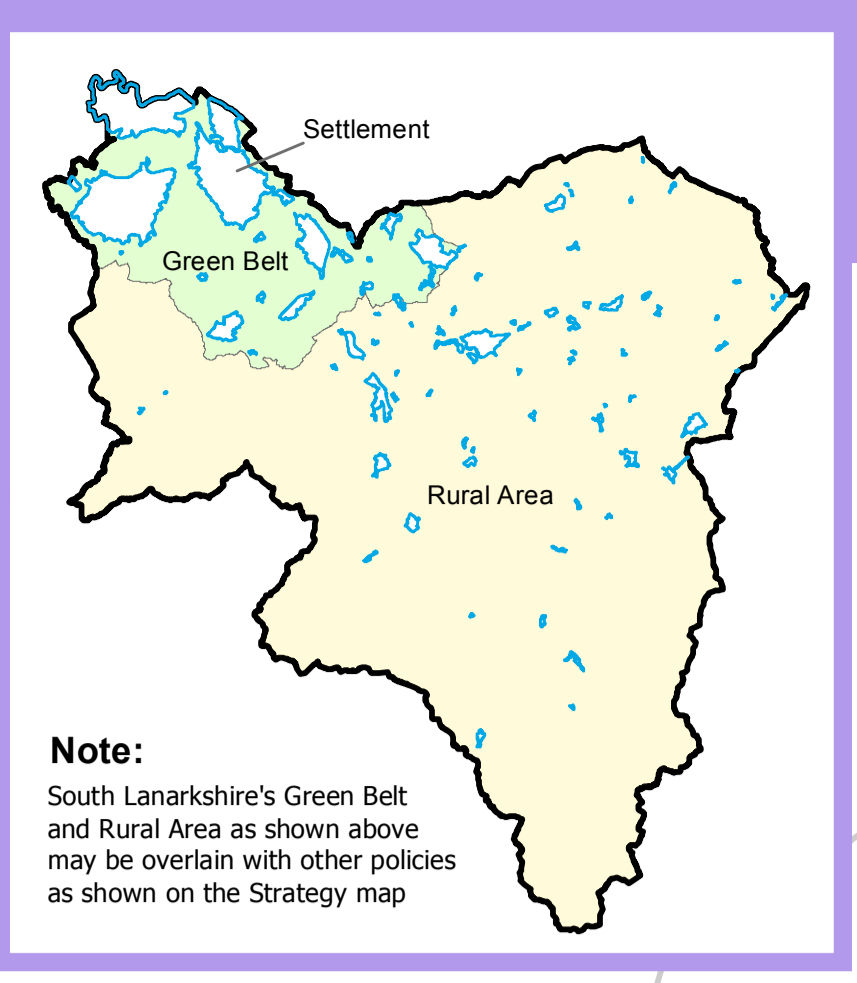 Settlement
Green Belt
Rural Area
Note:
South Lanarkshire's Green Belt
and Rural Area as shown above
may be overlain with other policies
as shown on the Strategy map